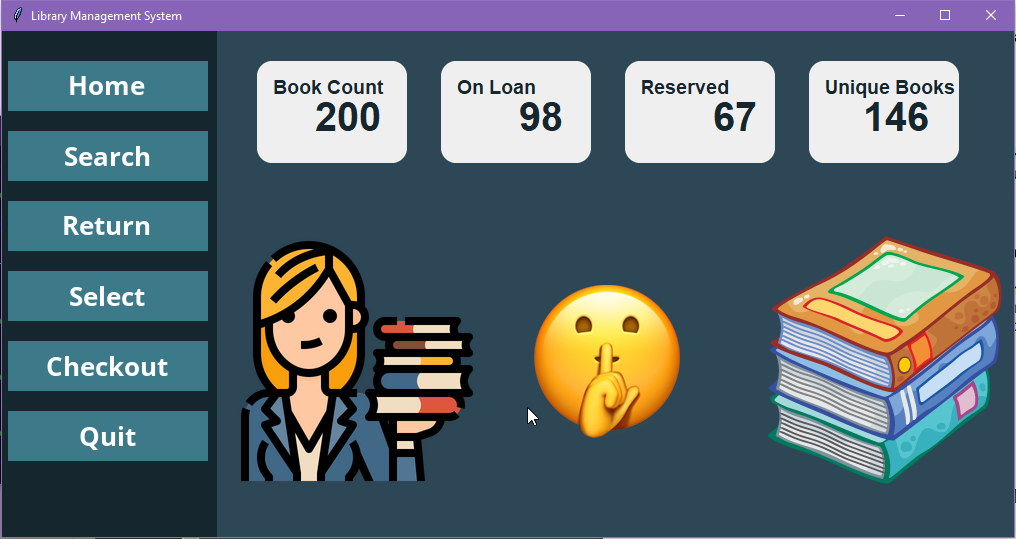 Library Management System
Home
Search
Return
Select
Checkout
Quit
Book Count
200
On Loan
98
Reserved
67
Unique Books
146